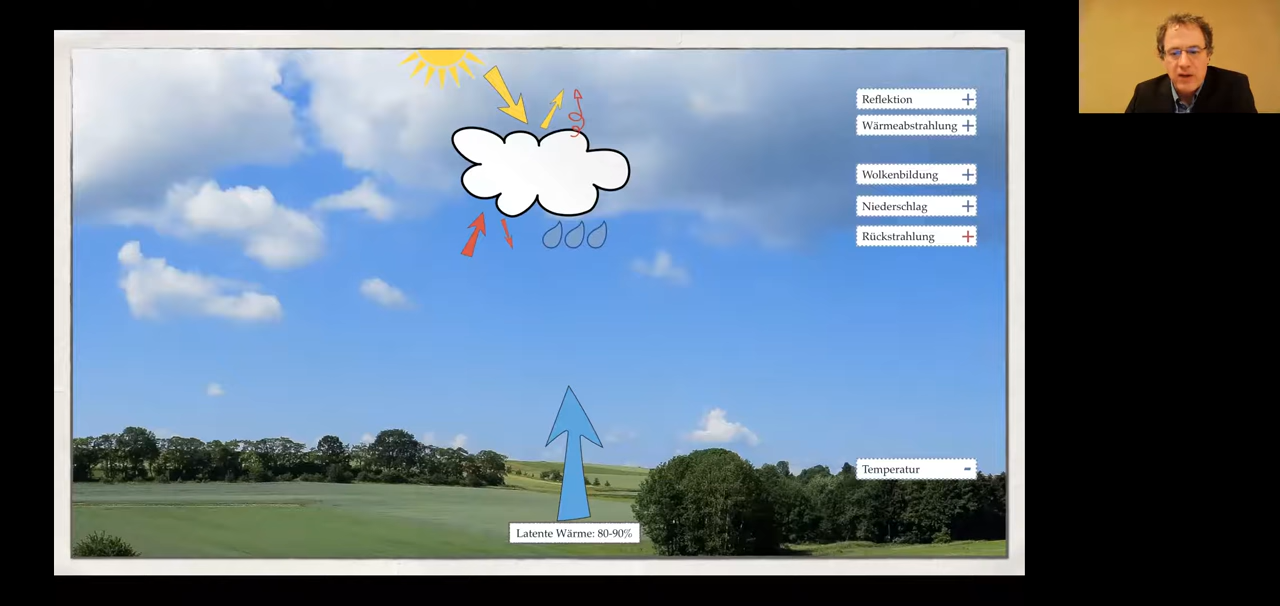 Reflektion +
Wärmeabstrahlung +
Wolkenbildung +
Niederschlag +
Rückstrahlung +
Temperatur -
Latente Wärme: 80-90%